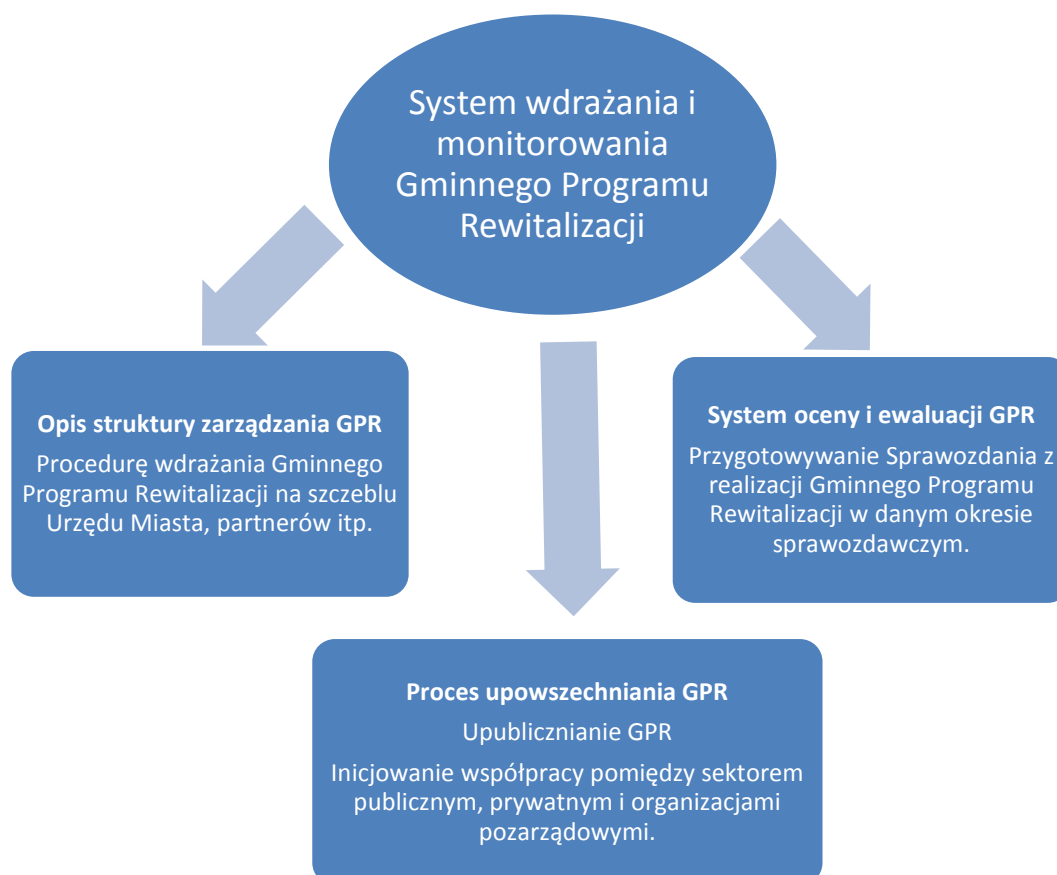 System wdrażania i
monitorowania
Gminnego Programu
Rewitalizacji
Opis struktury zarządzania GPR
Procedurę wdrażania Gminnego
Programu Rewitalizacji na szczeblu
Urzędu Miasta, partnerów itp.
System oceny i ewaluacji GPR
Przygotowywanie Sprawozdania z
realizacji Gminnego Programu
Rewitalizacji w danym okresie
sprawozdawczym.
Proces upowszechniania GPR
Upublicznianie GPR
Inicjowanie współpracy pomiędzy sektorem
publicznym, prywatnym i organizacjami
pozarządowymi.